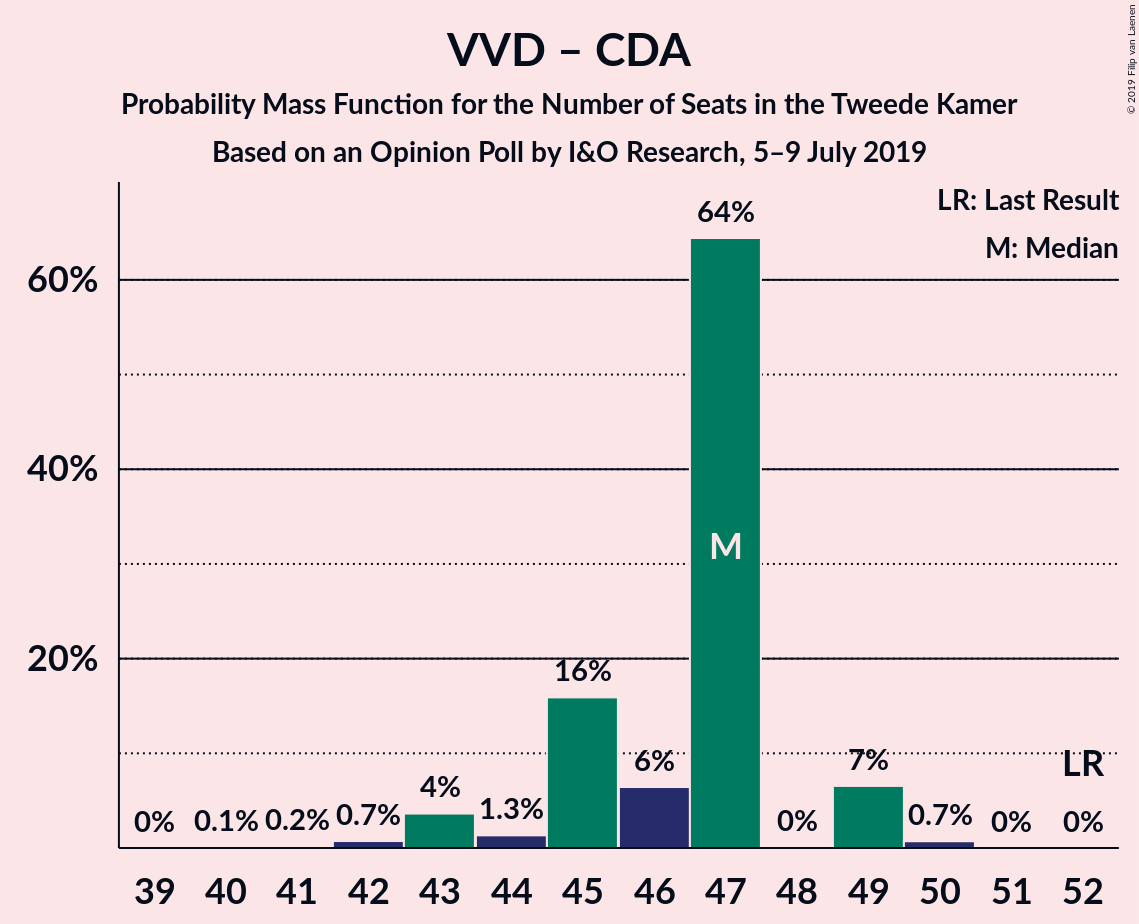 VVD – CDA
Probability Mass Function for the Number of Seats in the Tweede Kamer
Based on an Opinion Poll by I&O Research, 5–9 July 2019
© 2019 Filip van Laenen
LR: Last Result
M: Median
60%
40%
20%
0%
0.1%
0.2%
0.7%
4%
1.3%
16%
6%
64%
M
0%
7%
0.7%
0%
LR
0%
39 40 41 42 43 44 45 46 47 48 49 50 51 52